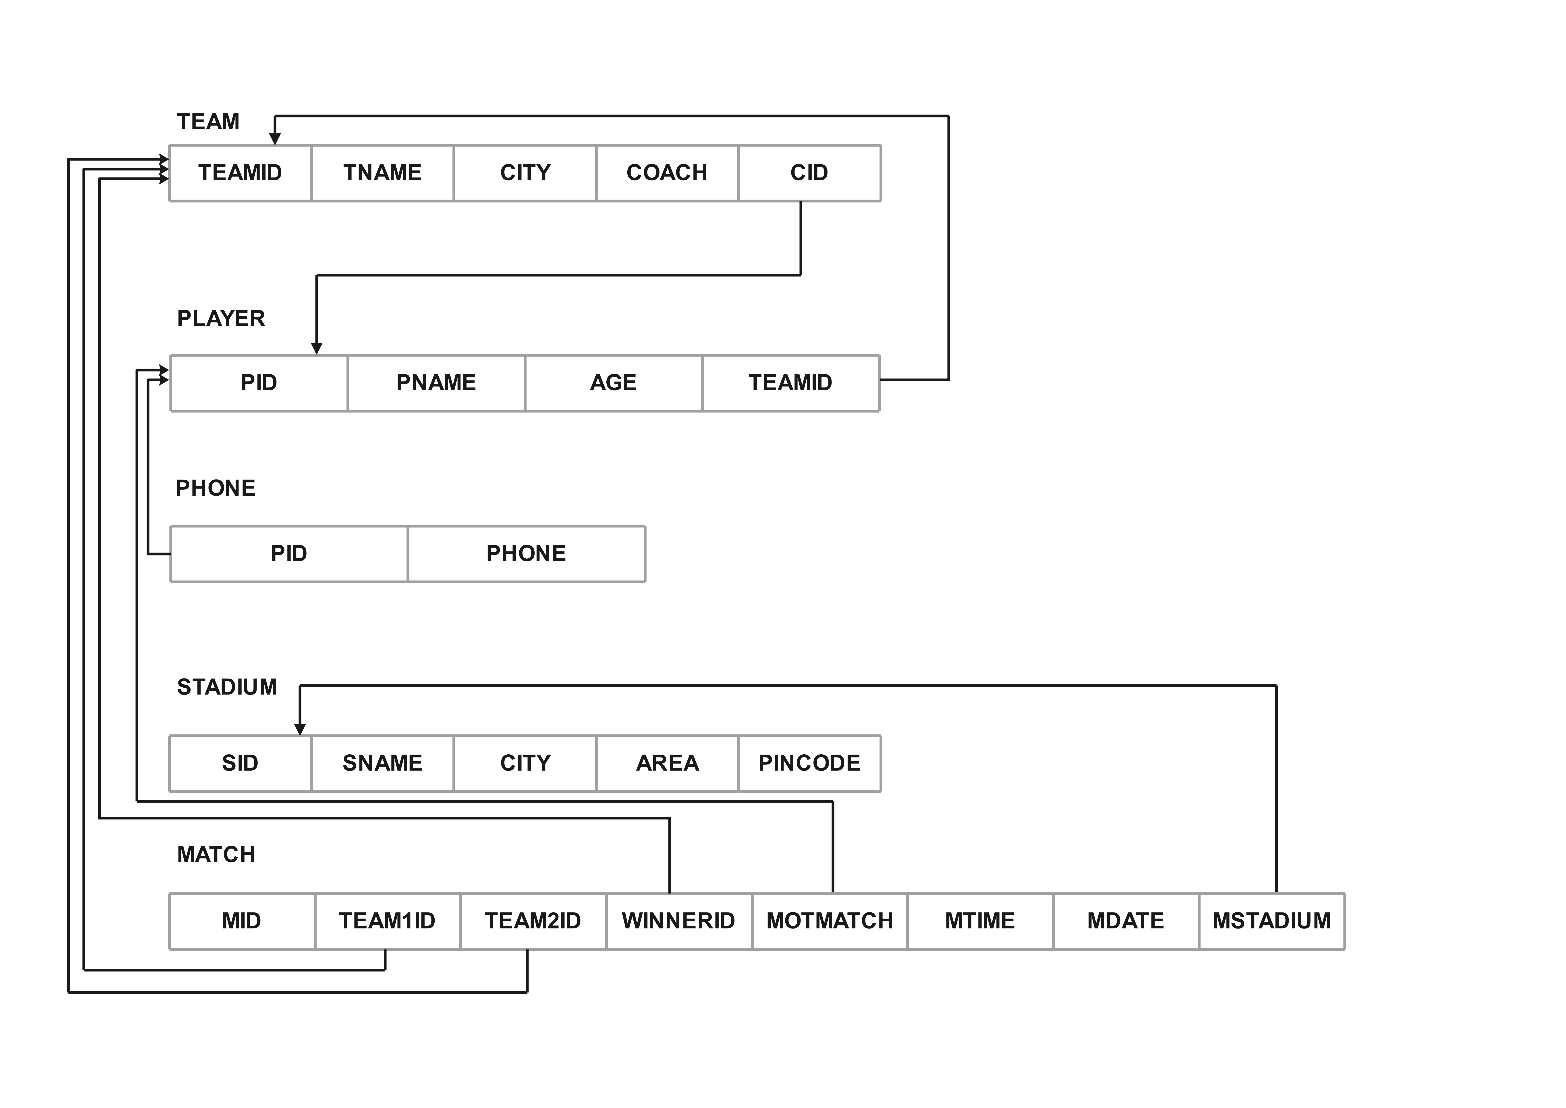 TEAM
TEAMID TNAME CITY COACH CID
PLAYER
PID PNAME AGE TEAMID
PHONE
PID PHONE
STADIUM
SID SNAME CITY AREA PINCODE
MATCH
MID TEAM1ID TEAM2ID WINNERID MOTMATCH MTIME MDATE MSTADIUM